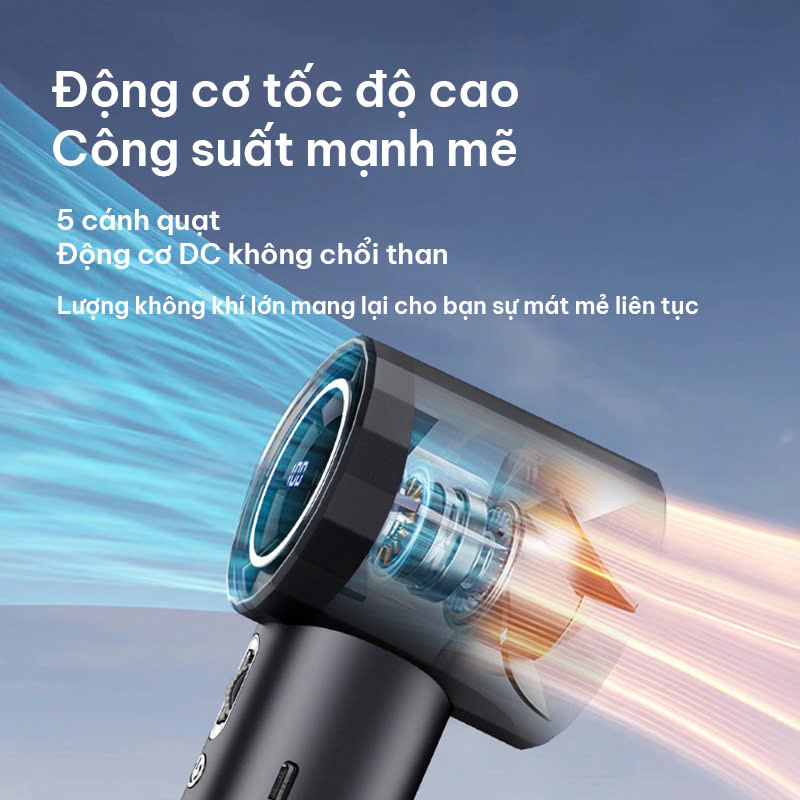 Động cơ tốc độ cao
Công suất mạnh mẽ
5 cánh quạt
Động cơ DC không chổi than
Lượng không khí lớn mang lại cho bạn sự mát mẻ liên tục
100